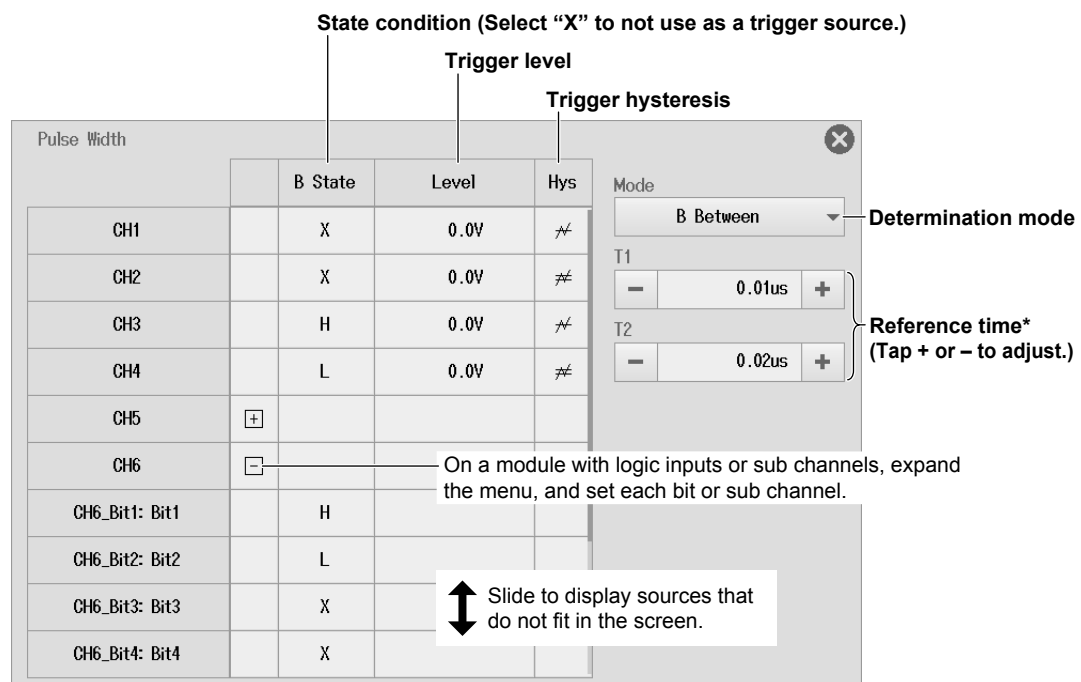 State condition (Select “X” to not use as a trigger source.)
Trigger level
Trigger hysteresis
Pulse Width
B State Level Hys
CH1 X 0.0V
CH2 X 0.0V
CH3 H 0.0V
CH4 L 0.0V
CH5 +
CH6 −
CH6_Bit1: Bit1 H
CH6_Bit2: Bit2 L
CH6_Bit3: Bit3 X
CH6_Bit4: Bit4 X
On a module with logic inputs or sub channels, expand
the menu, and set each bit or sub channel.
Slide to display sources that
do not fit in the screen.
Mode
B Between
Determination mode
T1
− 0.01us +
T2
− 0.02us +
Reference time*
(Tap + or – to adjust.)